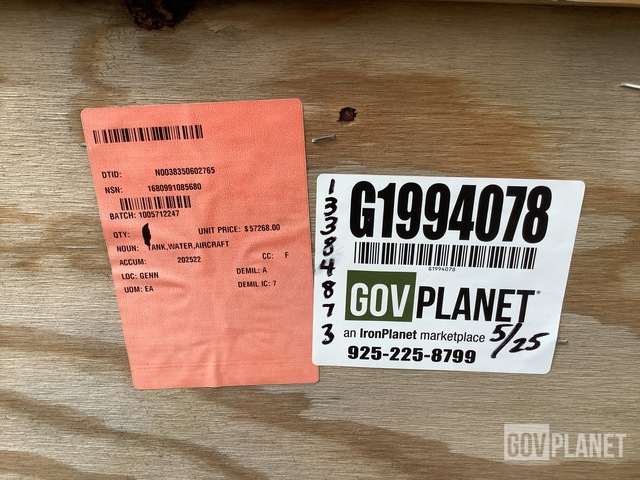 DTID: N0038350602765
NSN: 1680991085680
BATCH: 1005712247
QTY: UNIT PRICE: $57268.00
NOUN: TANK,WATER,AIRCRAFT
ACCUM: 202522 CC: F
LOC: GENN DEMIL: A
UOM: EA DEMIL IC: 7
13384873
G1994078
G1994078
GOVPLANET®
an IronPlanet marketplace
5/25
925-225-8799
GOVPLANET